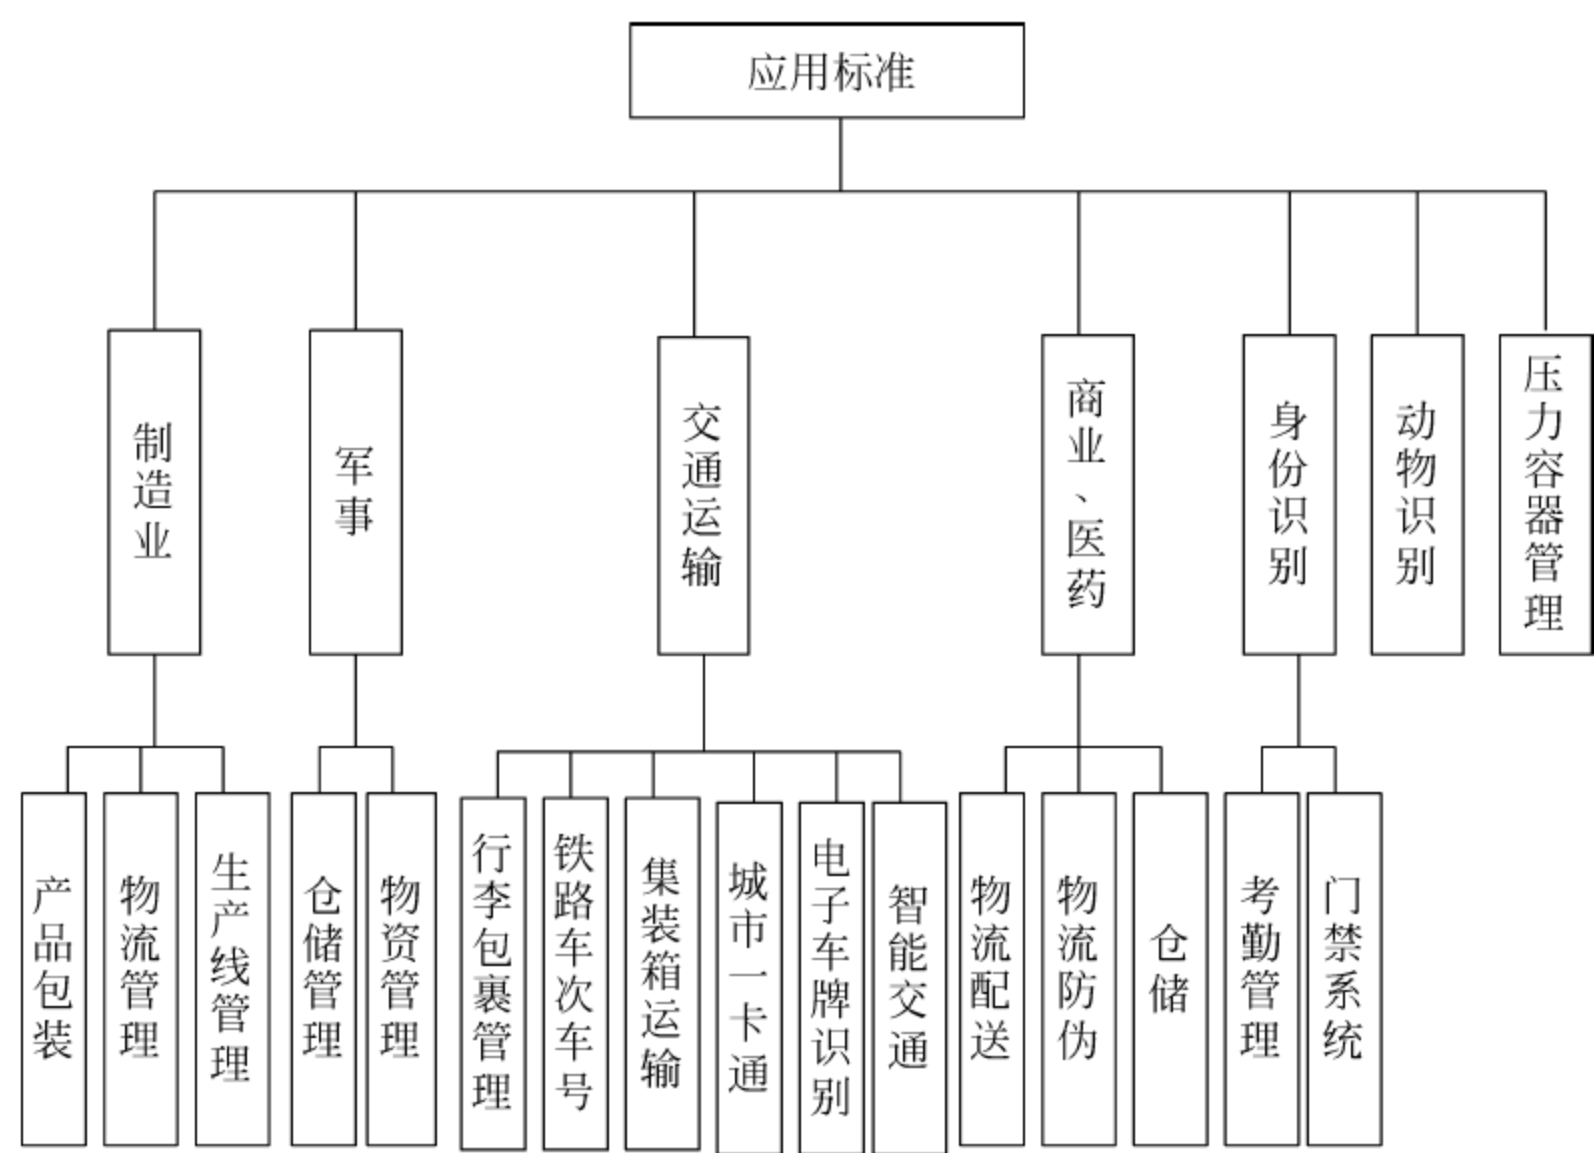 应用标准
制造业
军事
交通运输
商业、医药
身份识别
动物识别
压力容器管理
产品包装
物流管理
生产线管理
仓储管理
物资管理
行李包裹管理
铁路车次车号
集装箱运输
城市一卡通
电子车牌识别
智能交通
物流配送
物流防伪
仓储
考勤管理
门禁系统